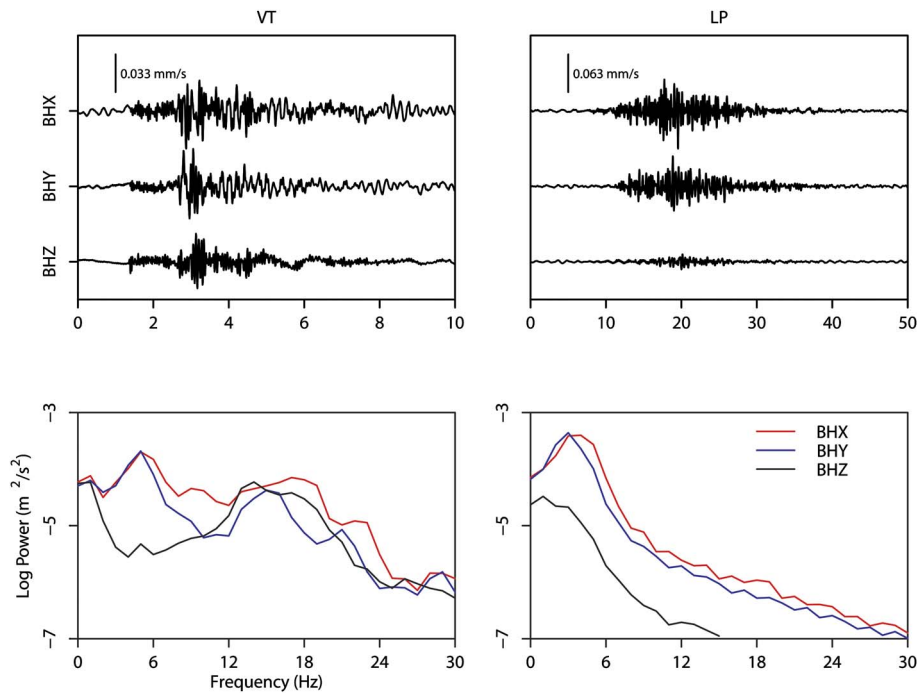 VT
LP
0.033 mm/s
0.063 mm/s
BHX
BHY
BHZ
0 2 4 6 8 10
0 10 20 30 40 50
Log Power (m²/s²)
−3
−5
−7
−3
−5
−7
BHX
BHY
BHZ
0 6 12 18 24 30
0 6 12 18 24 30
Frequency (Hz)